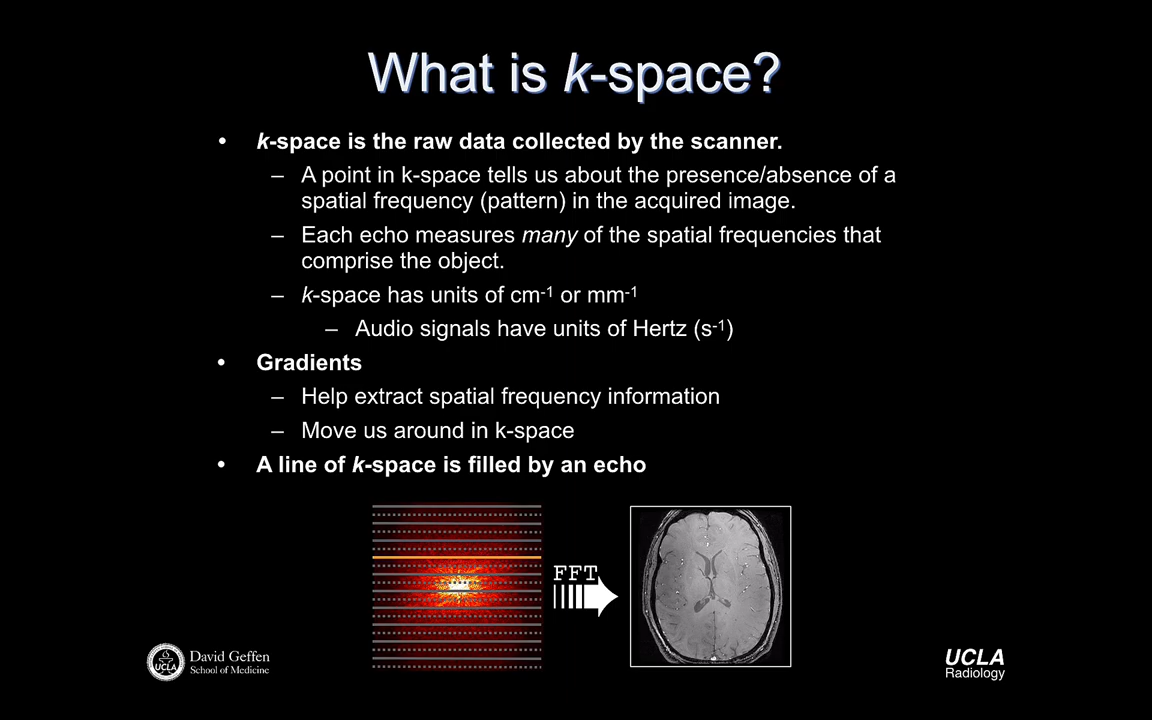 What is k-space?
• k-space is the raw data collected by the scanner.
– A point in k-space tells us about the presence/absence of a
spatial frequency (pattern) in the acquired image.
– Each echo measures many of the spatial frequencies that
comprise the object.
– k-space has units of cm-1 or mm-1
– Audio signals have units of Hertz (s-1)
• Gradients
– Help extract spatial frequency information
– Move us around in k-space
• A line of k-space is filled by an echo
FFT
UCLA
David Geffen
School of Medicine
UCLA
Radiology